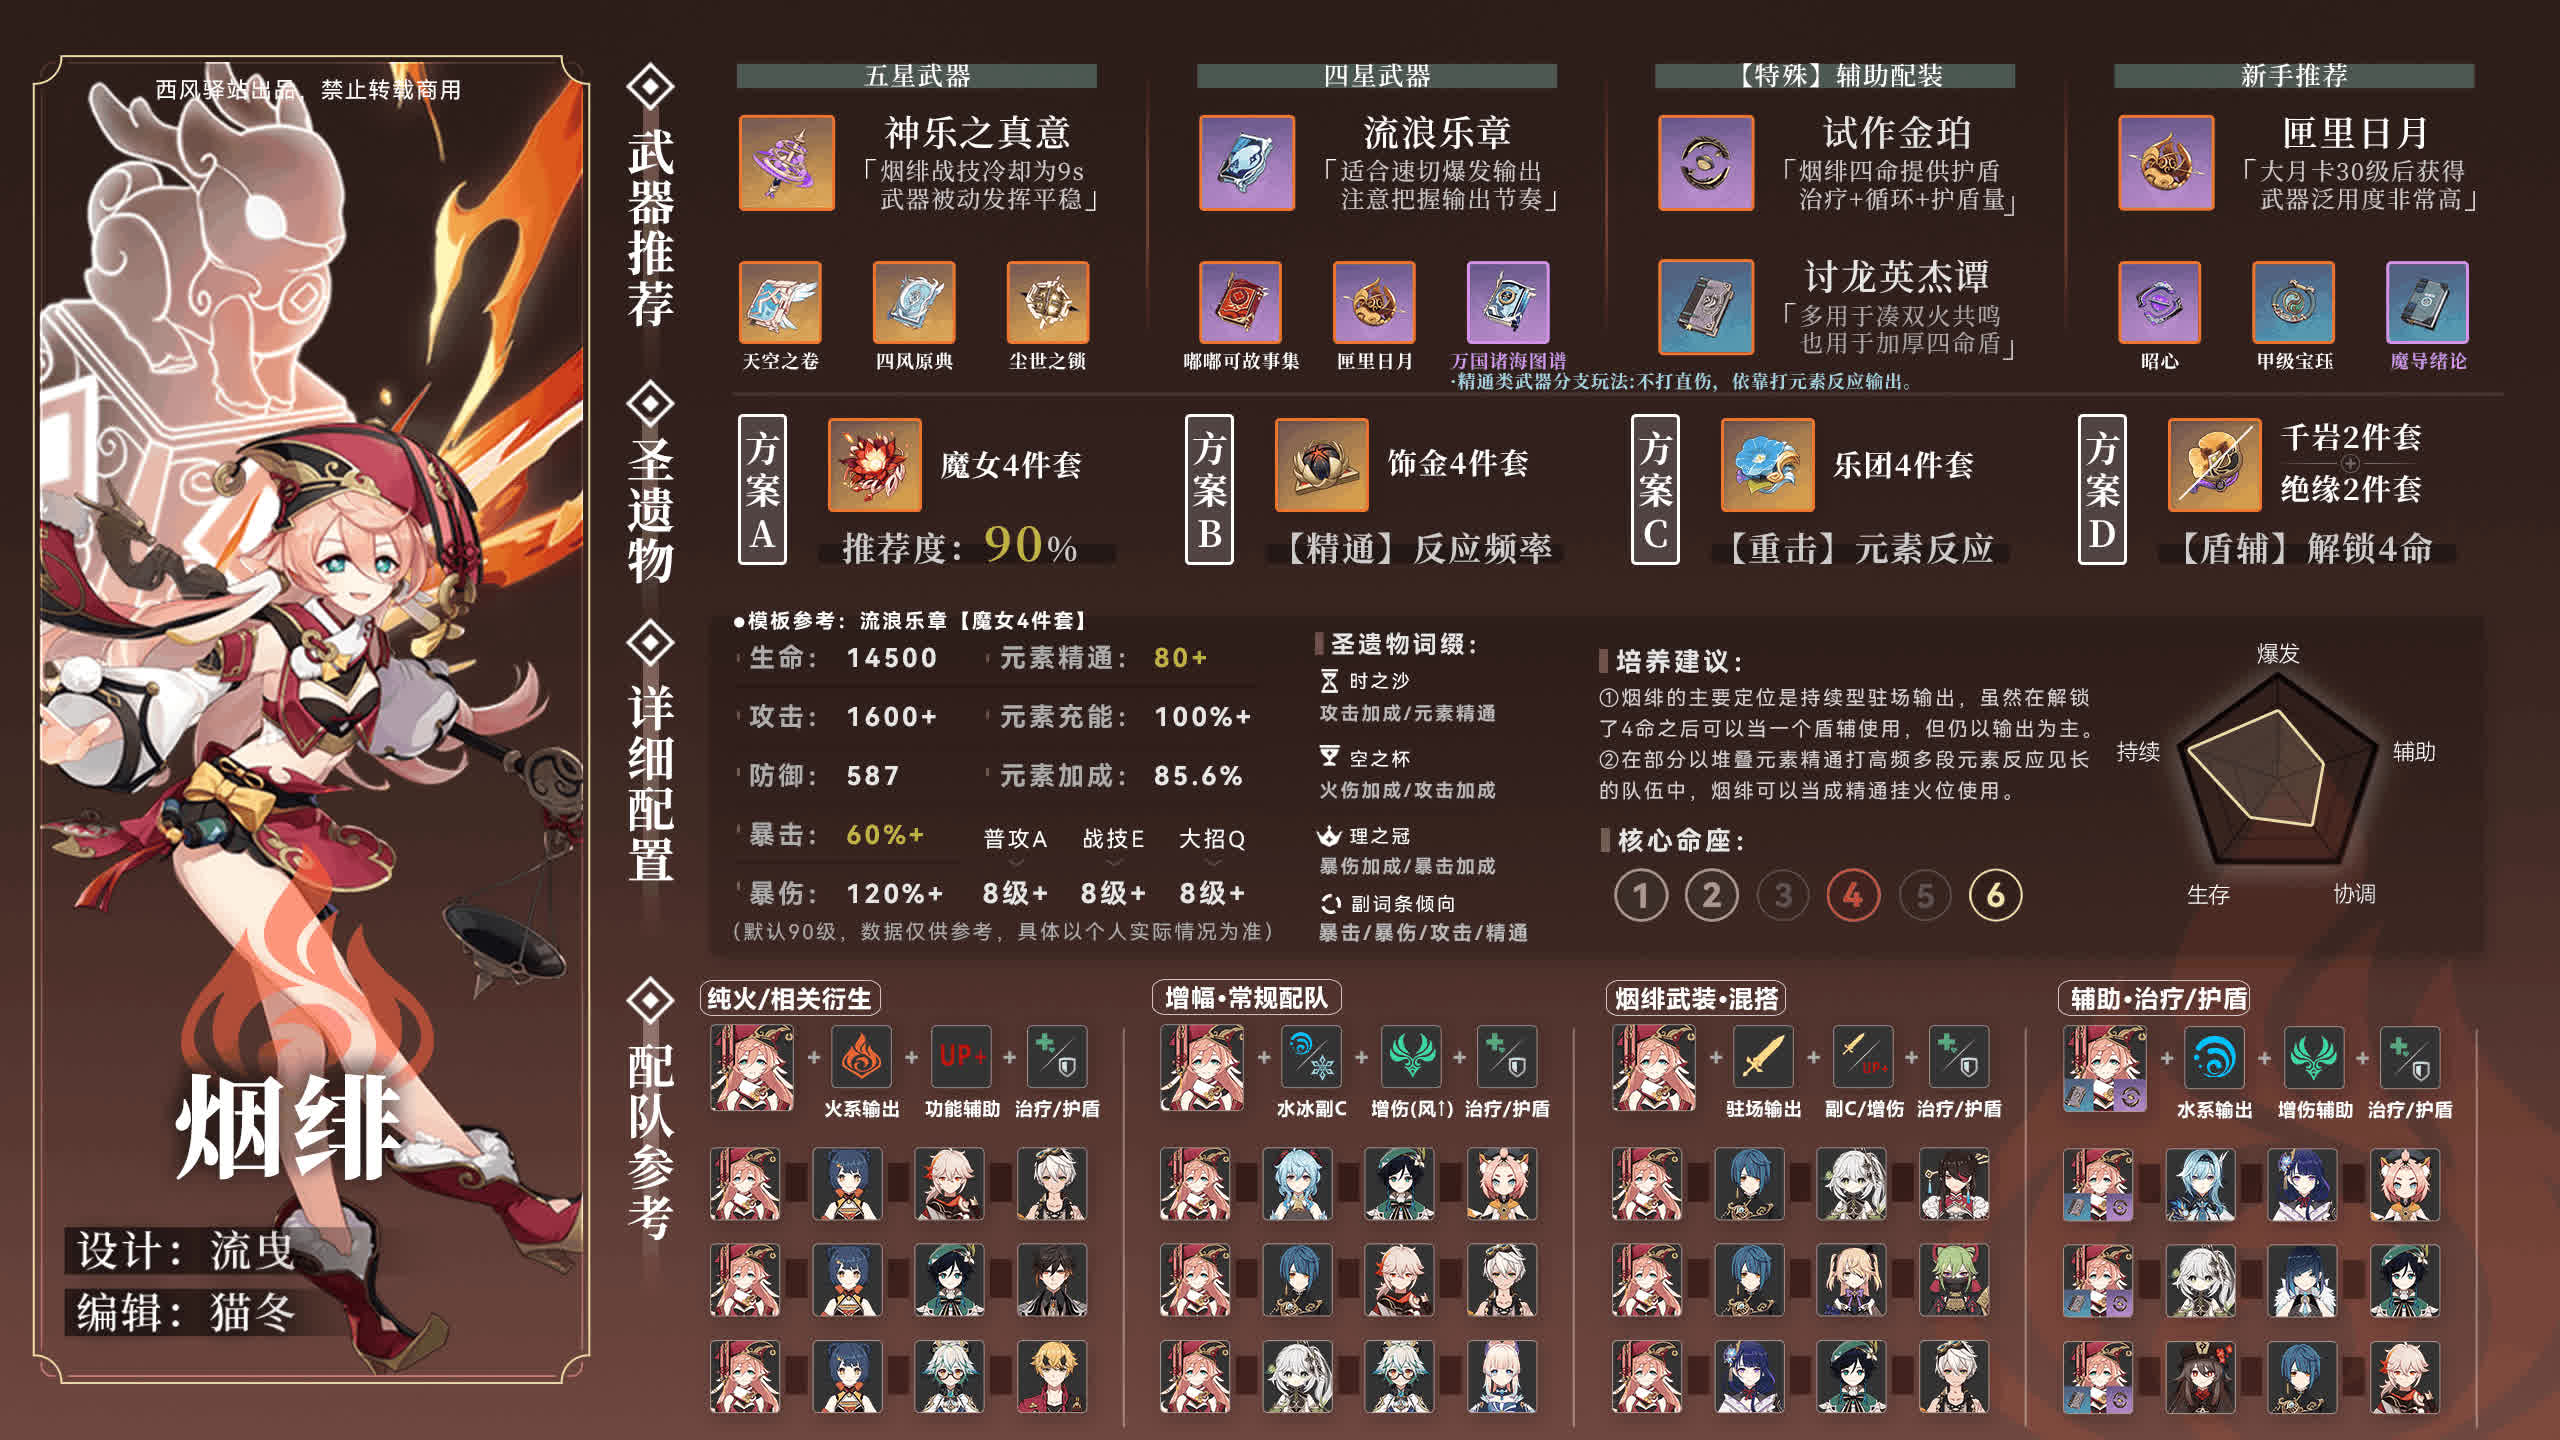 西风驿站出品，禁止转载商用
烟绯
设计：流曳
编辑：猫冬
武器推荐
五星武器
神乐之真意
「烟绯战技冷却为9s
武器被动发挥平稳」
天空之卷
四风原典
尘世之锁
四星武器
流浪乐章
「适合速切爆发输出
注意把握输出节奏」
嘟嘟可故事集
匣里日月
万国诸海图谱
·精通类武器分支玩法:不打直伤，依靠打元素反应输出。
【特殊】辅助配装
试作金珀
「烟绯四命提供护盾
治疗+循环+护盾量」
讨龙英杰谭
「多用于凑双火共鸣
也用于加厚四命盾」
新手推荐
匣里日月
「大月卡30级后获得
武器泛用度非常高」
昭心
甲级宝珏
魔导绪论
圣遗物
方案A
魔女4件套
推荐度：90%
方案B
饰金4件套
【精通】反应频率
方案C
乐团4件套
【重击】元素反应
方案D
千岩2件套
绝缘2件套
【盾辅】解锁4命
详细配置
●模板参考：流浪乐章【魔女4件套】
生命：14500
元素精通：80+
攻击：1600+
元素充能：100%+
防御：587
元素加成：85.6%
暴击：60%+
普攻A 战技E 大招Q
暴伤：120%+
8级+ 8级+ 8级+
(默认90级，数据仅供参考，具体以个人实际情况为准)
圣遗物词缀：
时之沙
攻击加成/元素精通
空之杯
火伤加成/攻击加成
理之冠
暴伤加成/暴击加成
副词条倾向
暴击/暴伤/攻击/精通
培养建议：
①烟绯的主要定位是持续型驻场输出，虽然在解锁
了4命之后可以当一个盾辅使用，但仍以输出为主。
②在部分以堆叠元素精通打高频多段元素反应见长
的队伍中，烟绯可以当成精通挂火位使用。
核心命座：
1 2 3 4 5 6
爆发
持续
辅助
生存
协调
配队参考
纯火/相关衍生
UP+
火系输出 功能辅助 治疗/护盾
增幅·常规配队
水冰副C 增伤(风↑) 治疗/护盾
烟绯武装·混搭
UP+
驻场输出 副C/增伤 治疗/护盾
辅助·治疗/护盾
水系输出 增伤辅助 治疗/护盾